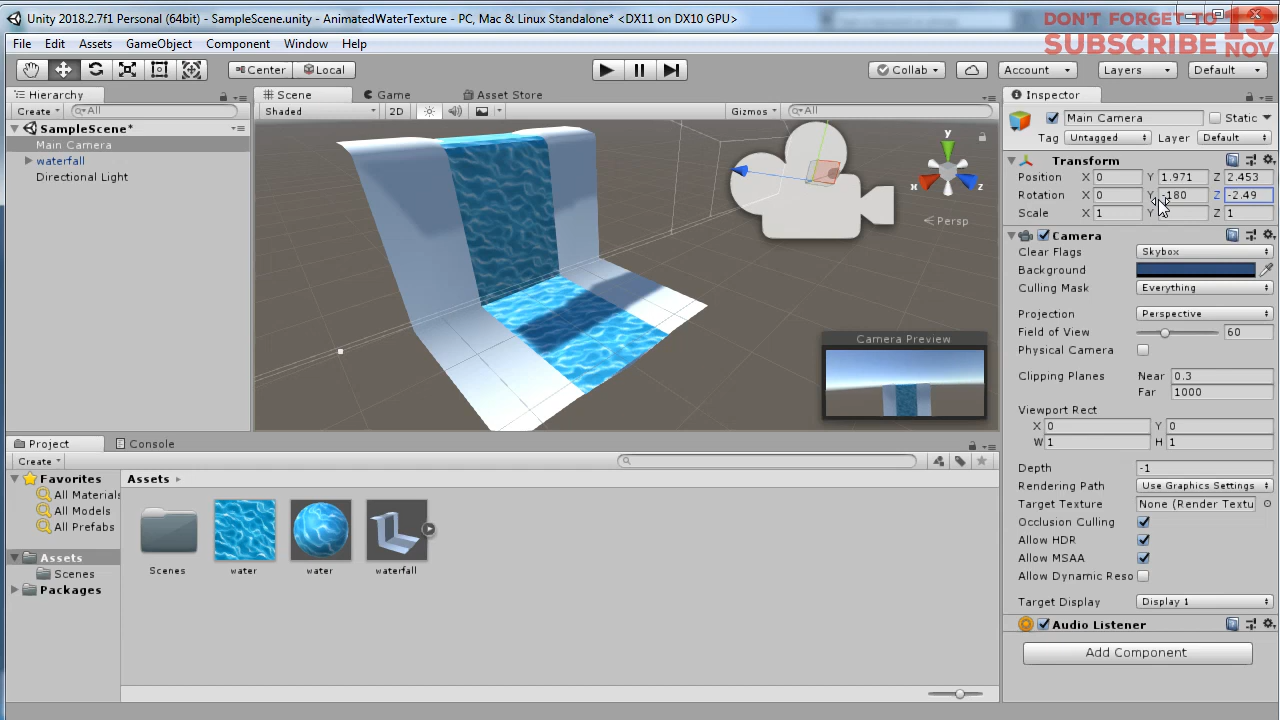 Unity 2018.2.7f1 Personal (64bit) - SampleScene.unity - AnimatedWaterTexture - PC, Mac & Linux Standalone* <DX11 on DX10 GPU>
DON'T FORGET TO
SUBSCRIBE
13
NOV
File Edit Assets GameObject Component Window Help
Center Local Collab Account Layers Default
Hierarchy
Create All
SampleScene*
Main Camera
waterfall
Directional Light
Scene Game Asset Store
Shaded 2D Gizmos All
y
x
z
Persp
Camera Preview
Inspector
Main Camera Static
Tag Untagged Layer Default
Transform
Position X 0 Y 1.971 Z 2.453
Rotation X 0 Y -180 Z -2.49
Scale X 1 Y Z 1
Camera
Clear Flags Skybox
Background
Culling Mask Everything
Projection Perspective
Field of View 60
Physical Camera
Clipping Planes Near 0.3
Far 1000
Viewport Rect
X 0 Y 0
W 1 H 1
Depth -1
Rendering Path Use Graphics Settings
Target Texture None (Render Textu
Occlusion Culling
Allow HDR
Allow MSAA
Allow Dynamic Reso
Target Display Display 1
Audio Listener
Add Component
Project Console
Create
Favorites
All Materials
All Models
All Prefabs
Assets
Scenes
Packages
Assets
Scenes water water waterfall